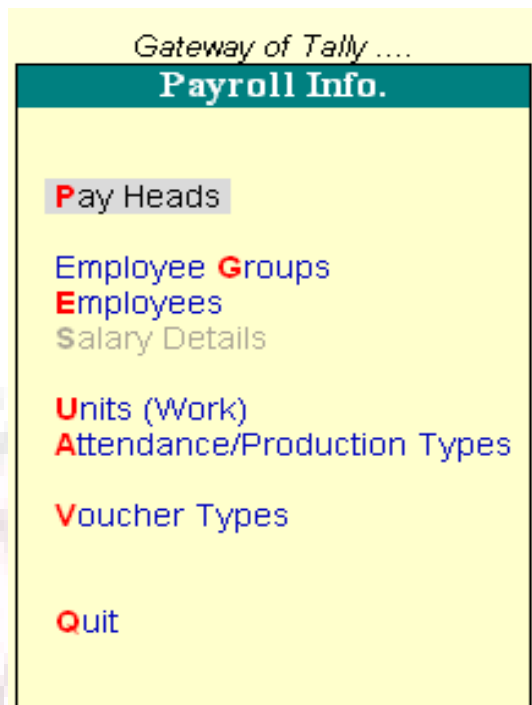 Gateway of Tally ....
Payroll Info.
Pay Heads
Employee Groups
Employees
Salary Details
Units (Work)
Attendance/Production Types
Voucher Types
Quit